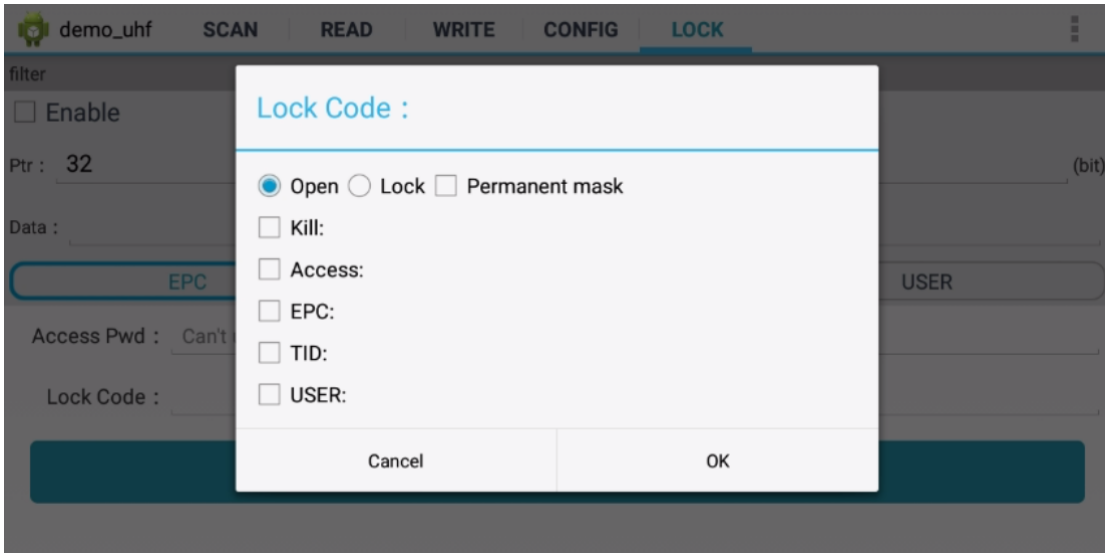 demo_uhf SCAN READ WRITE CONFIG LOCK
filter
Enable
Ptr : 32 (bit)
Data :
EPC USER
Access Pwd : Can't
Lock Code :
Lock Code :
Open Lock Permanent mask
Kill:
Access:
EPC:
TID:
USER:
Cancel OK